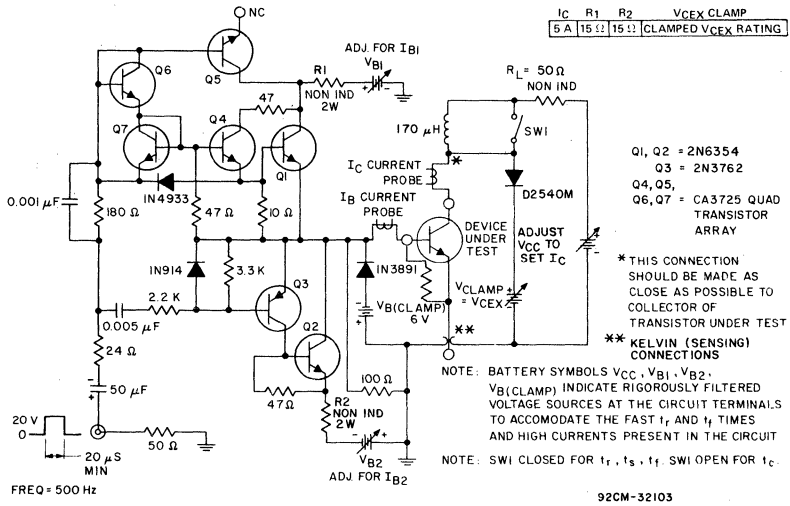 IC R1 R2 VCEX CLAMP
5 A 15 Ω 15 Ω CLAMPED VCEX RATING
NC
ADJ. FOR IB1
VB1
+ -
Q6
Q5
R1
NON IND
2W
RL = 50 Ω
NON IND
47
Q7
Q4
Q1
170 μH
SW1
IC CURRENT
PROBE
*
Q1, Q2 = 2N6354
Q3 = 2N3762
Q4, Q5,
Q6, Q7 = CA3725 QUAD
TRANSISTOR
ARRAY
1N4933
D2540M
0.001 μF
180 Ω
47 Ω
10 Ω
IB CURRENT
PROBE
DEVICE
UNDER
TEST
ADJUST
VCC TO
SET IC
+
-
1N914
3.3 K
1N3891
* THIS CONNECTION
SHOULD BE MADE AS
CLOSE AS POSSIBLE TO
COLLECTOR OF
TRANSISTOR UNDER TEST
Q3
2.2 K
0.005 μF
-
+
VB(CLAMP)
6 V
VCLAMP +
= VCEX -
Q2
**
** KELVIN (SENSING)
CONNECTIONS
24 Ω
-
+
50 μF
47 Ω
100 Ω
R2
NON IND
2W
NOTE: BATTERY SYMBOLS VCC, VB1, VB2,
VB(CLAMP) INDICATE RIGOROUSLY FILTERED
VOLTAGE SOURCES AT THE CIRCUIT TERMINALS
TO ACCOMODATE THE FAST tr AND tf TIMES
AND HIGH CURRENTS PRESENT IN THE CIRCUIT
20 V
0
20 μS
MIN
50 Ω
- +
VB2
ADJ. FOR IB2
NOTE: SW1 CLOSED FOR tr, ts, tf. SW1 OPEN FOR tc.
FREQ = 500 Hz
92CM-32103